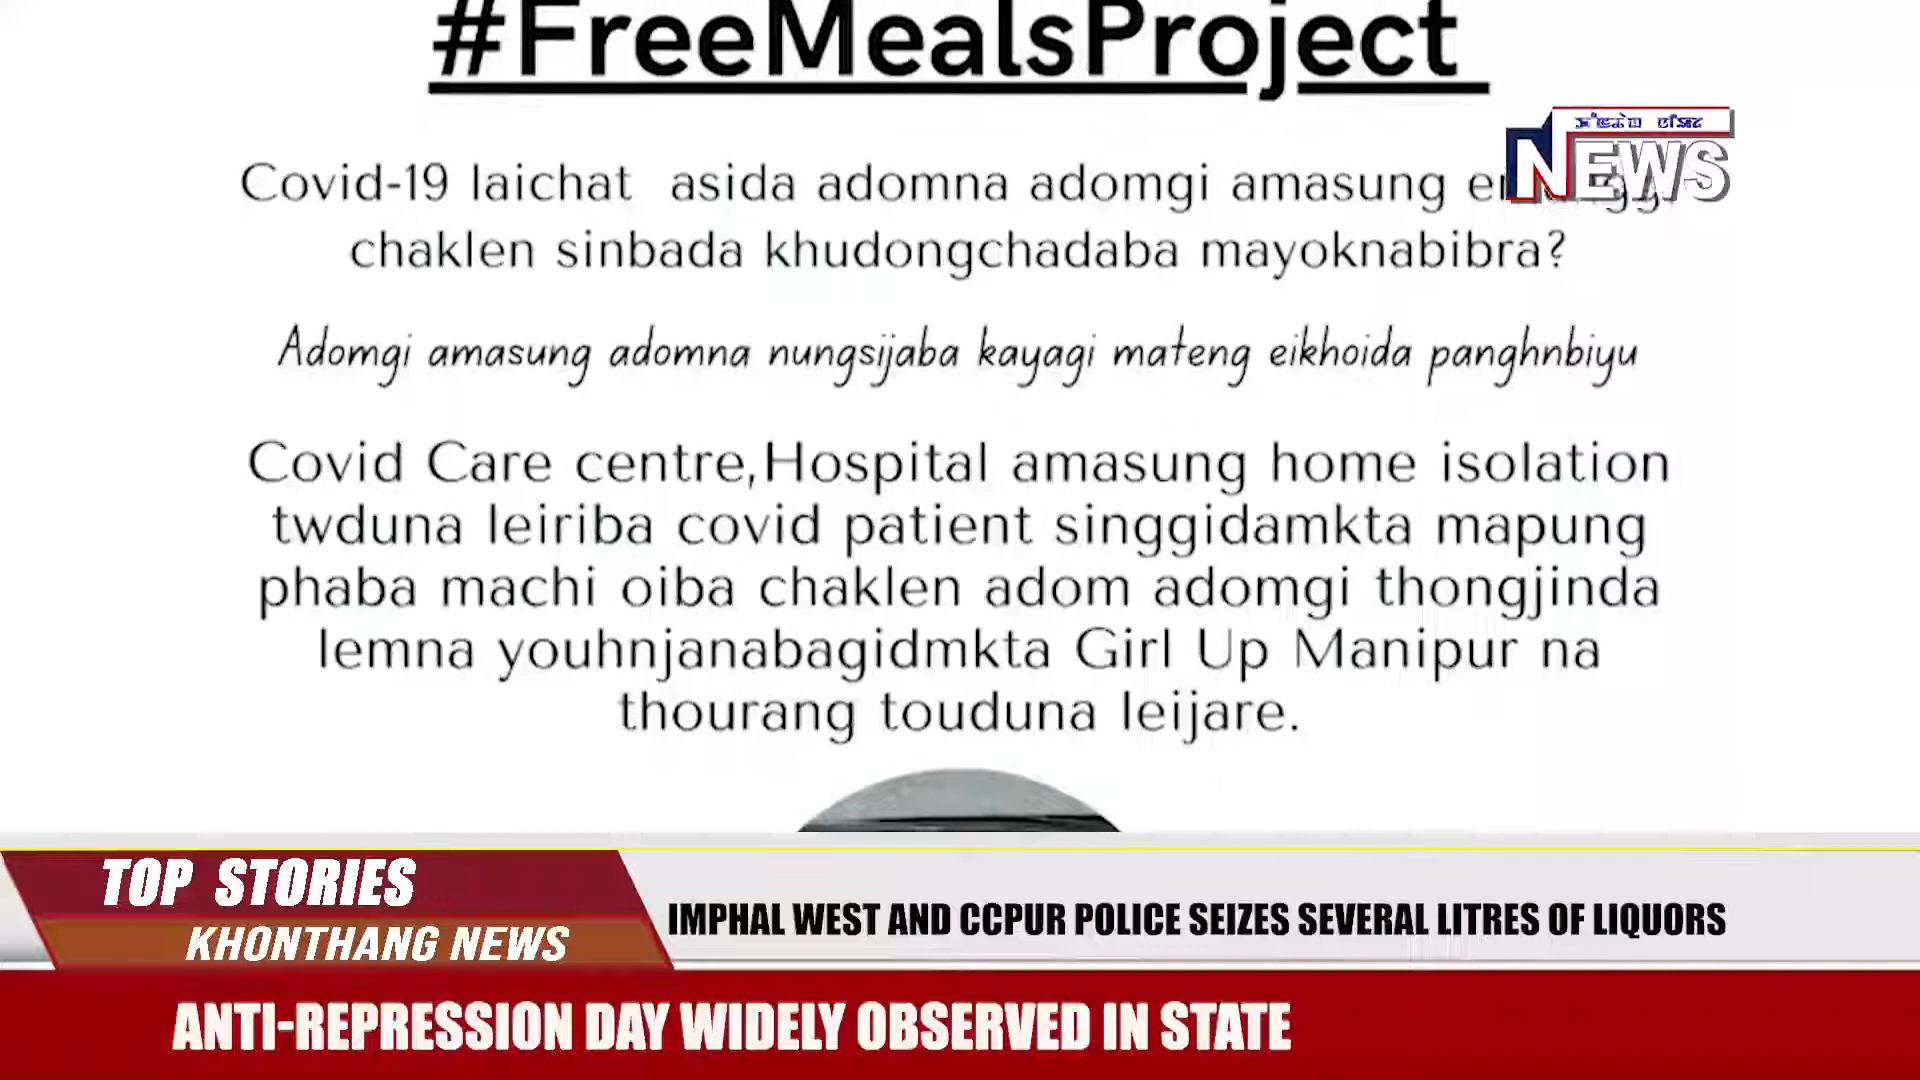 #FreeMealsProject
NEWS
Covid-19 laichat asida adomna adomgi amasung
chaklen sinbada khudongchadaba mayoknabibra?
Adomgi amasung adomna nungsijaba kayagi mateng eikhoida panghnbiyu
Covid Care centre,Hospital amasung home isolation
twduna leiriba covid patient singgidamkta mapung
phaba machi oiba chaklen adom adomgi thongjinda
lemna youhnjanabagidmkta Girl Up Manipur na
thourang touduna leijare.
TOP STORIES
KHONTHANG NEWS
IMPHAL WEST AND CCPUR POLICE SEIZES SEVERAL LITRES OF LIQUORS
ANTI-REPRESSION DAY WIDELY OBSERVED IN STATE